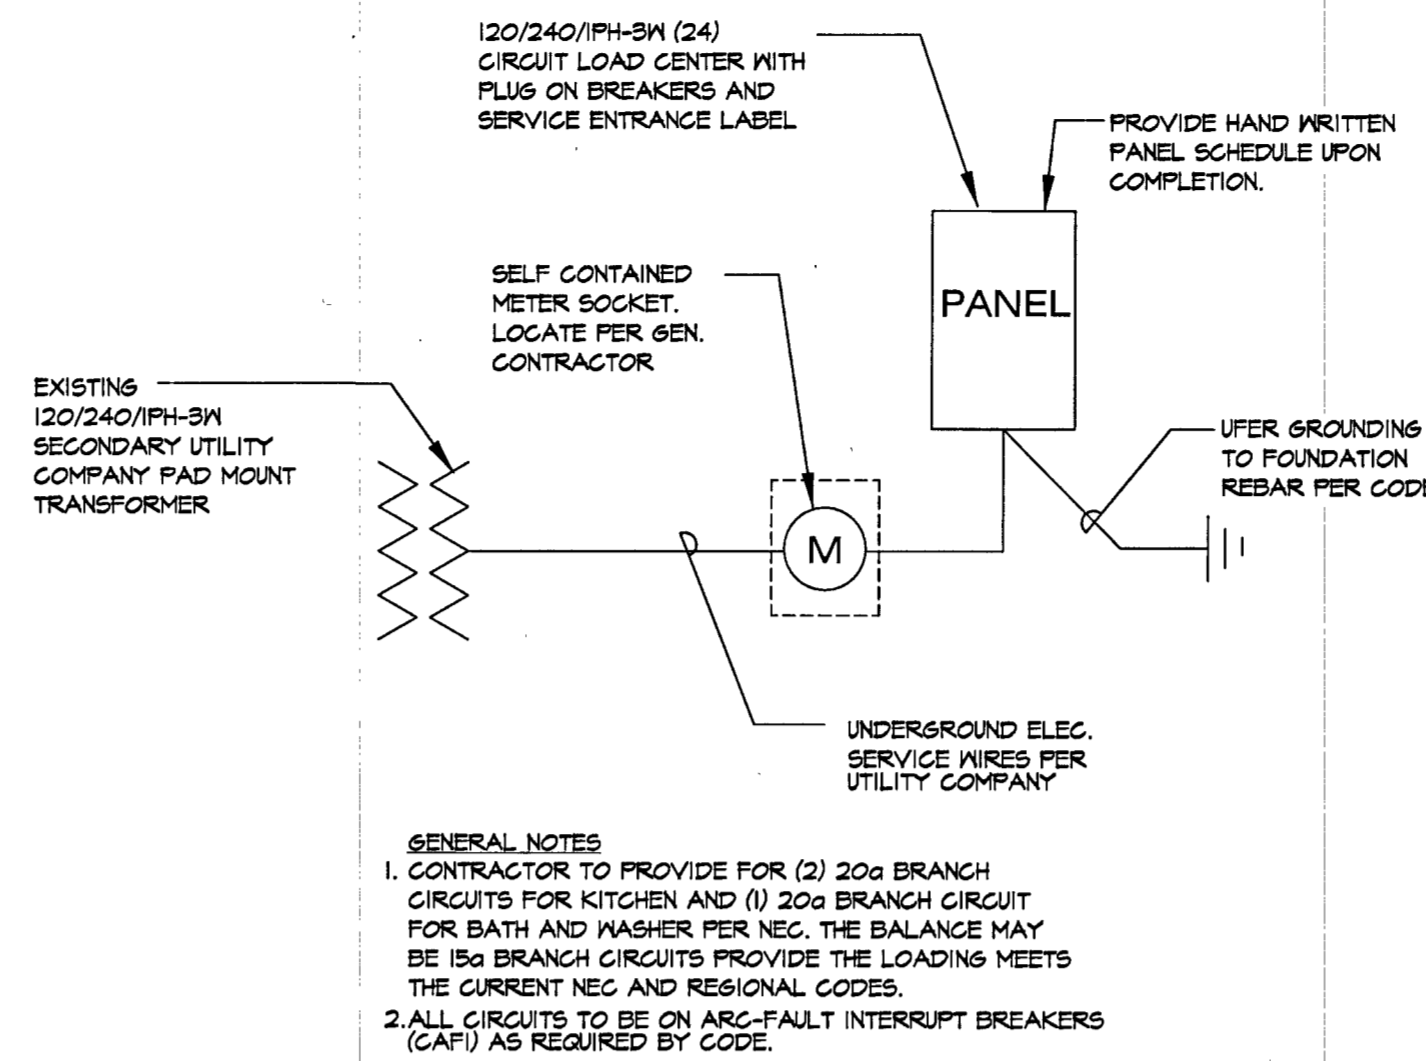 120/240/1PH-3W (24)
CIRCUIT LOAD CENTER WITH
PLUG ON BREAKERS AND
SERVICE ENTRANCE LABEL
PROVIDE HAND WRITTEN
PANEL SCHEDULE UPON
COMPLETION.
SELF CONTAINED
METER SOCKET.
LOCATE PER GEN.
CONTRACTOR
PANEL
EXISTING
120/240/1PH-3W
SECONDARY UTILITY
COMPANY PAD MOUNT
TRANSFORMER
UFER GROUNDING
TO FOUNDATION
REBAR PER CODE
M
UNDERGROUND ELEC.
SERVICE WIRES PER
UTILITY COMPANY
GENERAL NOTES
1. CONTRACTOR TO PROVIDE FOR (2) 20a BRANCH
CIRCUITS FOR KITCHEN AND (1) 20a BRANCH CIRCUIT
FOR BATH AND WASHER PER NEC. THE BALANCE MAY
BE 15a BRANCH CIRCUITS PROVIDE THE LOADING MEETS
THE CURRENT NEC AND REGIONAL CODES.
2. ALL CIRCUITS TO BE ON ARC-FAULT INTERRUPT BREAKERS
(CAFI) AS REQUIRED BY CODE.